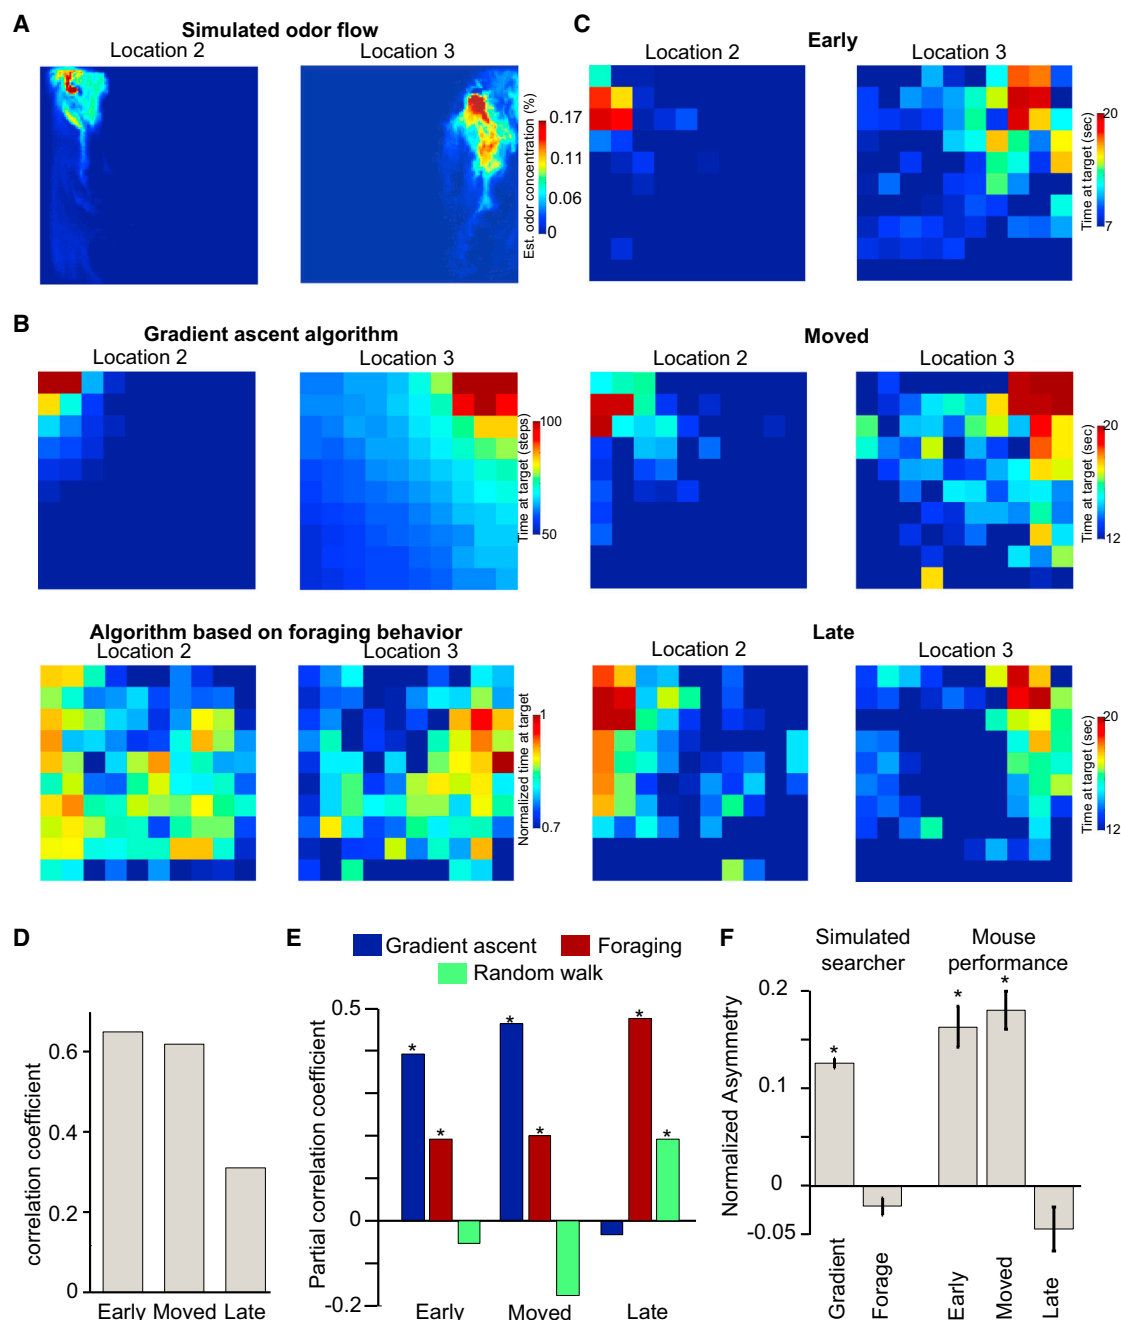 A
Simulated odor flow
Location 2
Location 3
Est. odor concentration (%)
0.17
0.11
0.06
0
B
Gradient ascent algorithm
Location 2
Location 3
Time at target (steps)
100
50
Algorithm based on foraging behavior
Location 2
Location 3
Normalized time at target
1
0.7
C
Early
Location 2
Location 3
Time at target (sec)
20
7
Moved
Location 2
Location 3
Time at target (sec)
20
12
Late
Location 2
Location 3
Time at target (sec)
20
12
D
correlation coefficient
0.6
0.4
0.2
0
Early Moved Late
E
Gradient ascent
Foraging
Random walk
Partial correlation coefficient
0.5
0
-0.2
* * * * * *
Early Moved Late
F
Simulated searcher
Mouse performance
Normalized Asymmetry
0.2
0.1
0
-0.05
* * *
Gradient
Forage
Early
Moved
Late